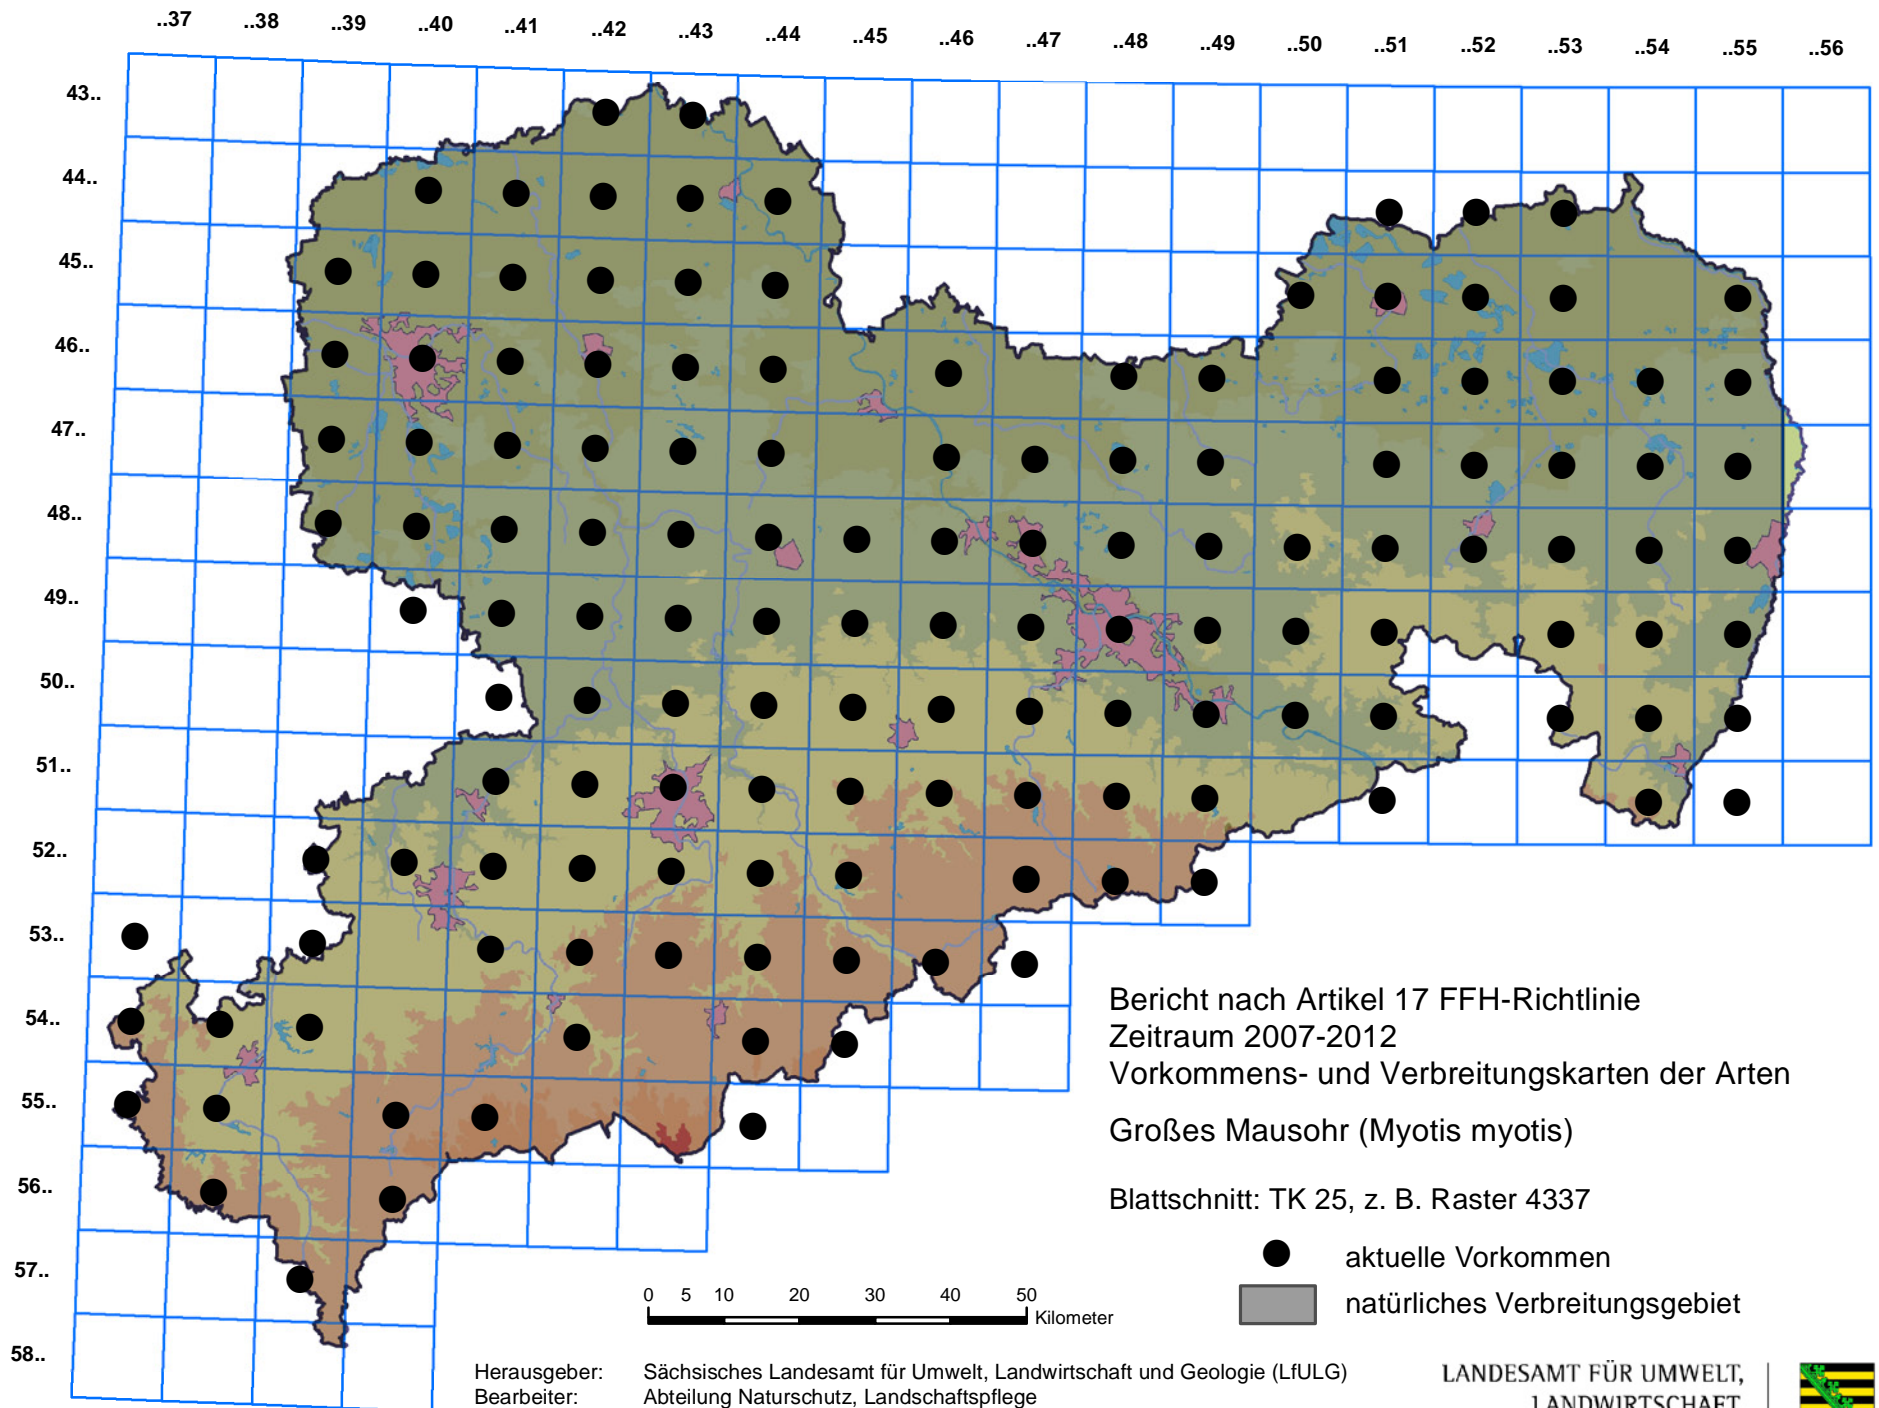 ..37 ..38 ..39 ..40 ..41 ..42 ..43 ..44 ..45 ..46 ..47 ..48 ..49 ..50 ..51 ..52 ..53 ..54 ..55 ..56
43..
44..
45..
46..
47..
48..
49..
50..
51..
52..
53..
54..
55..
56..
57..
58..
Bericht nach Artikel 17 FFH-Richtlinie
Zeitraum 2007-2012
Vorkommens- und Verbreitungskarten der Arten
Großes Mausohr (Myotis myotis)
Blattschnitt: TK 25, z. B. Raster 4337
aktuelle Vorkommen
natürliches Verbreitungsgebiet
0 5 10 20 30 40 50
Kilometer
Herausgeber: Sächsisches Landesamt für Umwelt, Landwirtschaft und Geologie (LfULG)
Bearbeiter: Abteilung Naturschutz, Landschaftspflege
LANDESAMT FÜR UMWELT,
LANDWIRTSCHAFT